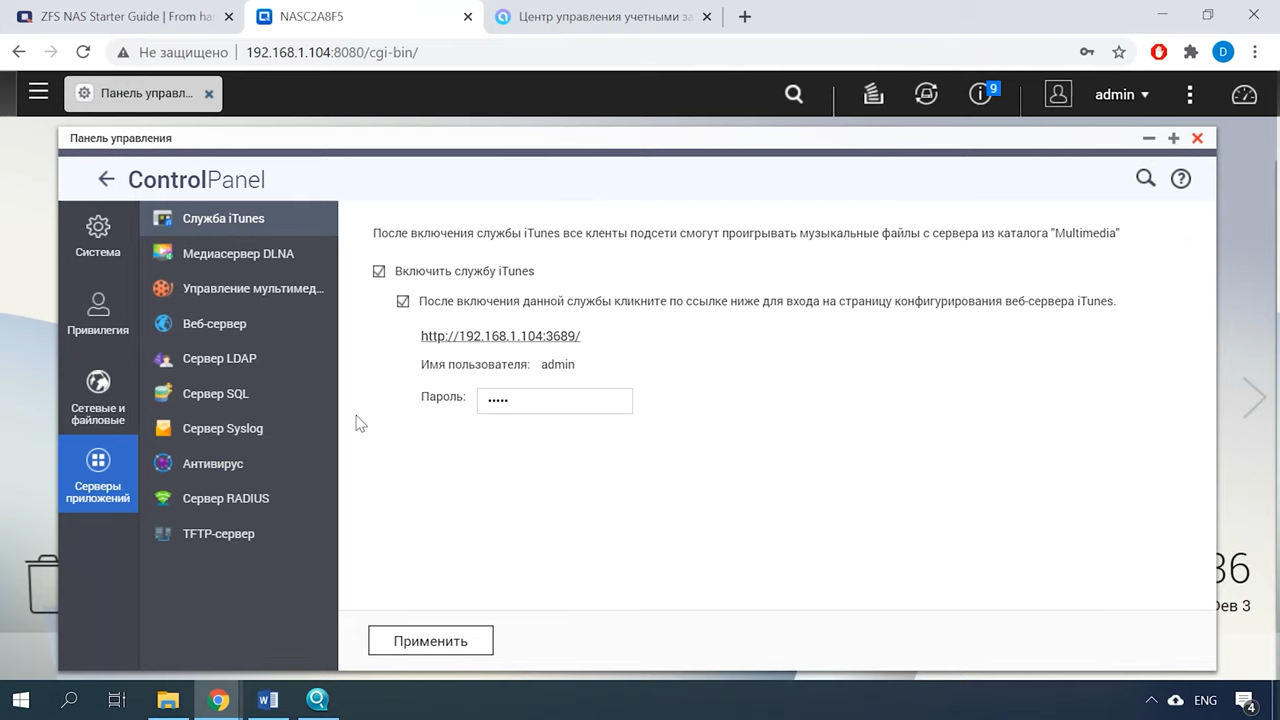 ZFS NAS Starter Guide | From ha
NASC2A8F5
Центр управления учетными за
Не защищено
192.168.1.104:8080/cgi-bin/
D
Панель управл...
9
admin
Панель управления
ControlPanel
Система
Привилегия
Сетевые и
файловые
Серверы
приложений
Служба iTunes
Медиасервер DLNA
Управление мультимед...
Веб-сервер
Сервер LDAP
Сервер SQL
Сервер Syslog
Антивирус
Сервер RADIUS
TFTP-сервер
После включения службы iTunes все кленты подсети смогут проигрывать музыкальные файлы с сервера из каталога "Multimedia"
Включить службу iTunes
После включения данной службы кликните по ссылке ниже для входа на страницу конфигурирования веб-сервера iTunes.
http://192.168.1.104:3689/
Имя пользователя: admin
Пароль: •••••
Применить
36
Фев 3
ENG
4